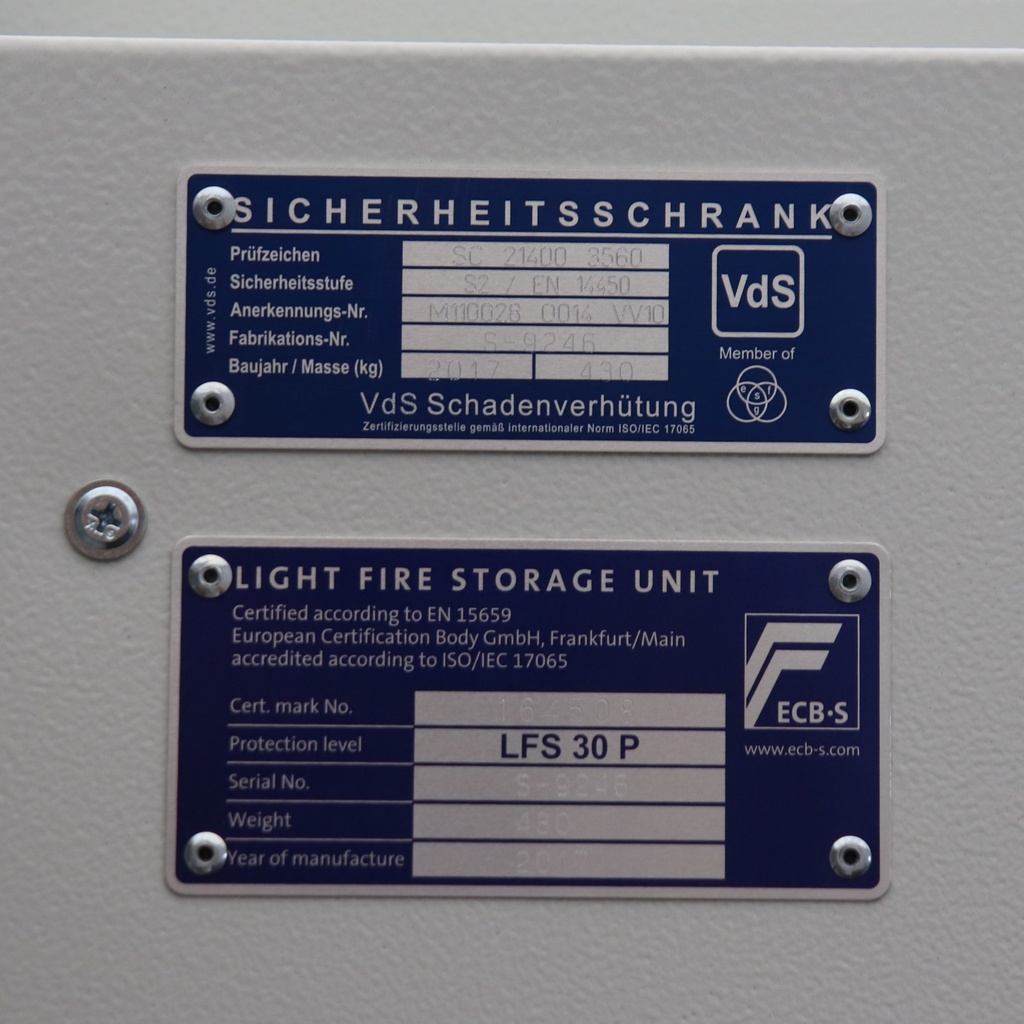 SICHERHEITSSCHRANK
www.vds.de
Prüfzeichen SC 21400 3560
Sicherheitsstufe S2 / EN 14450
Anerkennungs-Nr. M110028 0014 VV10
Fabrikations-Nr. S-9246
Baujahr / Masse (kg) 2017 430
VdS
Member of
e s f g
VdS Schadenverhütung
Zertifizierungsstelle gemäß internationaler Norm ISO/IEC 17065
LIGHT FIRE STORAGE UNIT
Certified according to EN 15659
European Certification Body GmbH, Frankfurt/Main
accredited according to ISO/IEC 17065
ECB·S
www.ecb-s.com
Cert. mark No.
Protection level LFS 30 P
Serial No. S-9246
Weight 430
Year of manufacture 2017